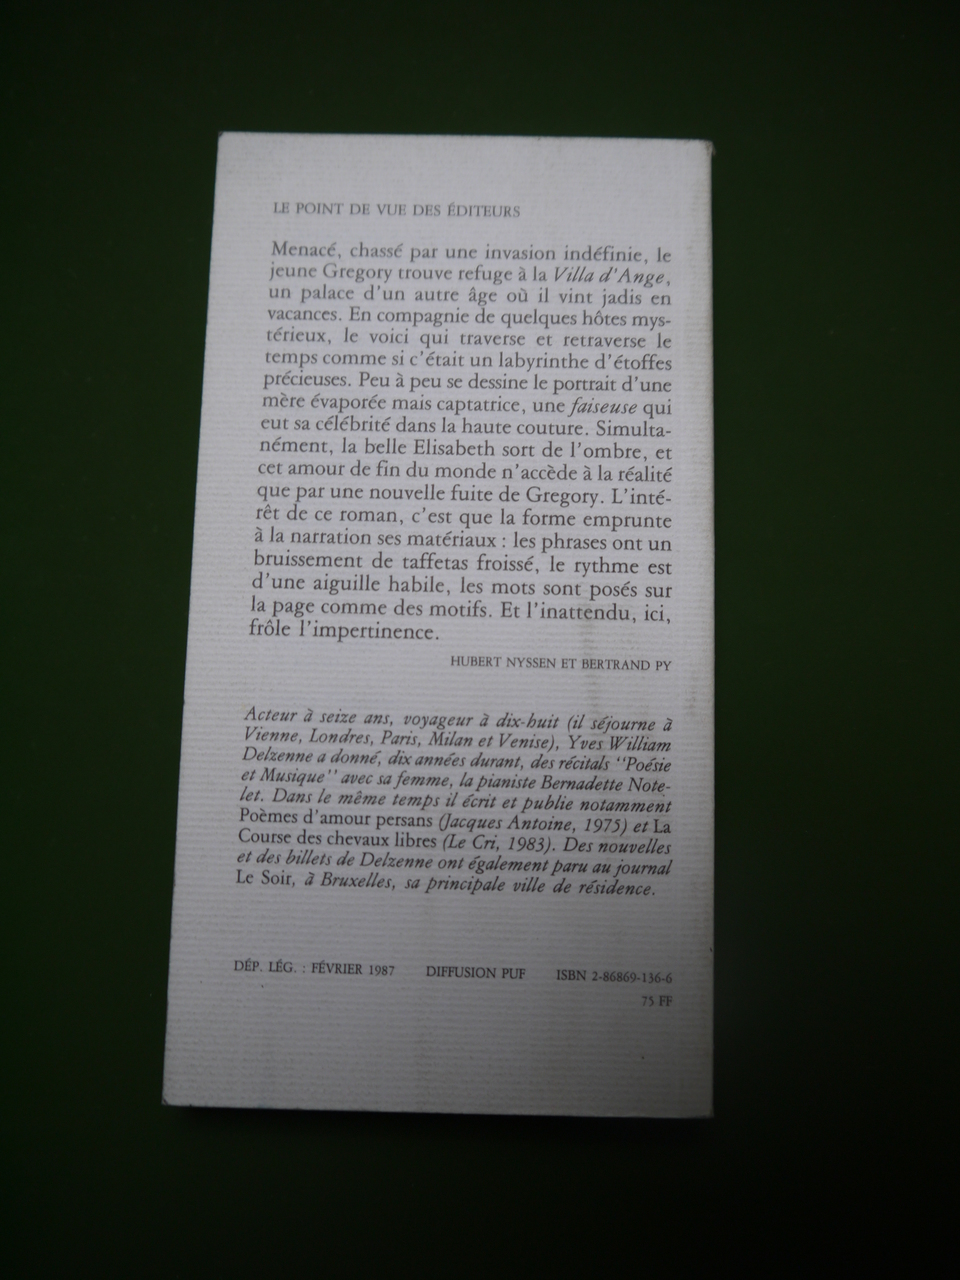 LE POINT DE VUE DES ÉDITEURS
Menacé, chassé par une invasion indéfinie, le
jeune Gregory trouve refuge à la Villa d'Ange,
un palace d'un autre âge où il vint jadis en
vacances. En compagnie de quelques hôtes mys-
térieux, le voici qui traverse et retraverse le
temps comme si c'était un labyrinthe d'étoffes
précieuses. Peu à peu se dessine le portrait d'une
mère évaporée mais captatrice, une faiseuse qui
eut sa célébrité dans la haute couture. Simulta-
nément, la belle Elisabeth sort de l'ombre, et
cet amour de fin du monde n'accède à la réalité
que par une nouvelle fuite de Gregory. L'inté-
rêt de ce roman, c'est que la forme emprunte
à la narration ses matériaux : les phrases ont un
bruissement de taffetas froissé, le rythme est
d'une aiguille habile, les mots sont posés sur
la page comme des motifs. Et l'inattendu, ici,
frôle l'impertinence.
HUBERT NYSSEN ET BERTRAND PY
Acteur à seize ans, voyageur à dix-huit (il séjourne à
Vienne, Londres, Paris, Milan et Venise), Yves William
Delzenne a donné, dix années durant, des récitals "Poésie
et Musique" avec sa femme, la pianiste Bernadette Note-
let. Dans le même temps il écrit et publie notamment
Poèmes d'amour persans (Jacques Antoine, 1975) et La
Course des chevaux libres (Le Cri, 1983). Des nouvelles
et des billets de Delzenne ont également paru au journal
Le Soir, à Bruxelles, sa principale ville de résidence.
DÉP. LÉG. : FÉVRIER 1987 DIFFUSION PUF ISBN 2-86869-136-6
75 FF